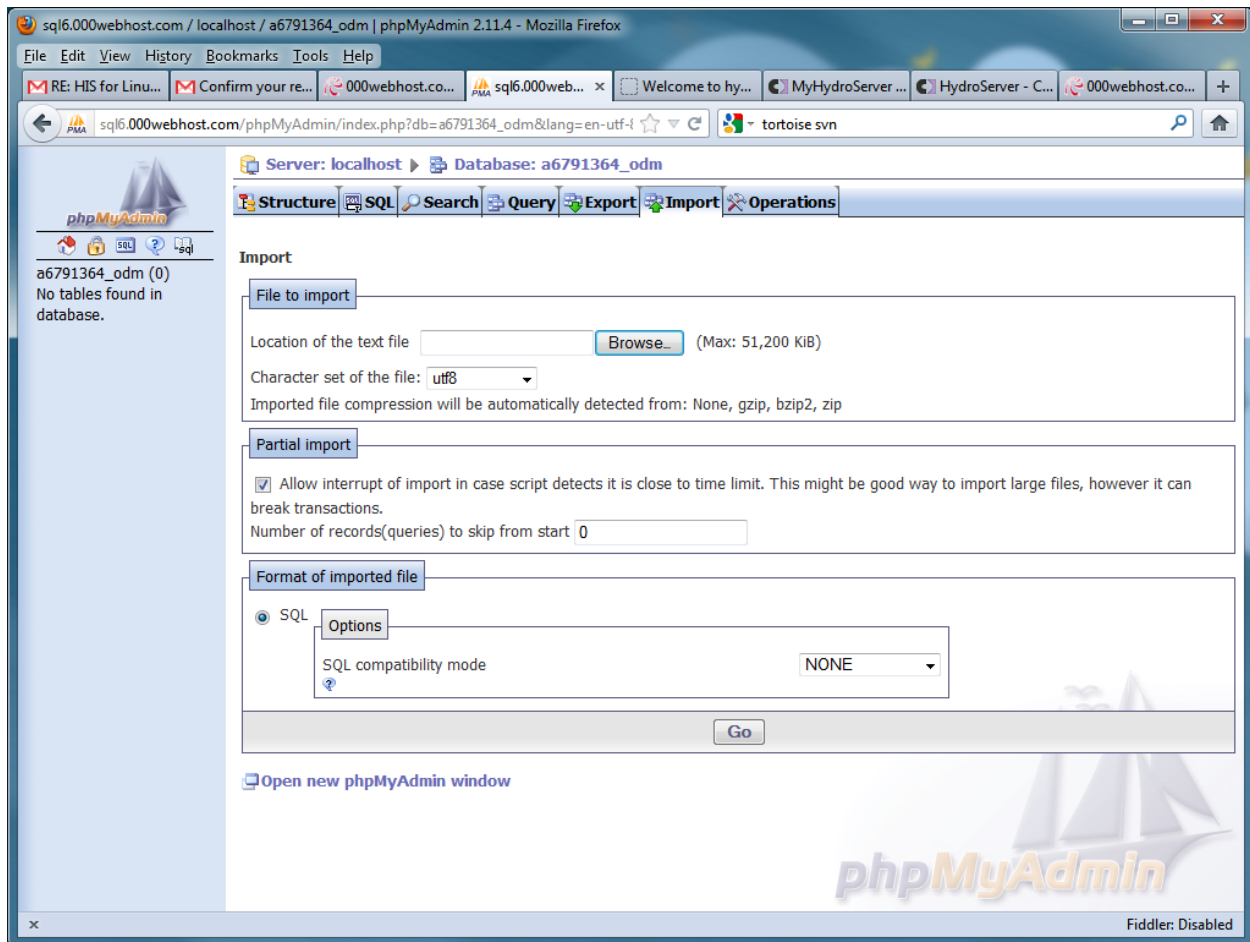 sql6.000webhost.com / localhost / a6791364_odm | phpMyAdmin 2.11.4 - Mozilla Firefox
File Edit View History Bookmarks Tools Help
RE: HIS for Linu... Confirm your re... 000webhost.co... sql6.000web... x Welcome to hy... MyHydroServer ... HydroServer - C... 000webhost.co... +
sql6.000webhost.com/phpMyAdmin/index.php?db=a6791364_odm&lang=en-utf-8 tortoise svn
Server: localhost Database: a6791364_odm
Structure SQL Search Query Export Import Operations
phpMyAdmin
SQL sql
a6791364_odm (0)
No tables found in
database.
Import
File to import
Location of the text file Browse... (Max: 51,200 KiB)
Character set of the file: utf8
Imported file compression will be automatically detected from: None, gzip, bzip2, zip
Partial import
Allow interrupt of import in case script detects it is close to time limit. This might be good way to import large files, however it can
break transactions.
Number of records(queries) to skip from start 0
Format of imported file
SQL
Options
SQL compatibility mode NONE
Go
Open new phpMyAdmin window
phpMyAdmin
x Fiddler: Disabled